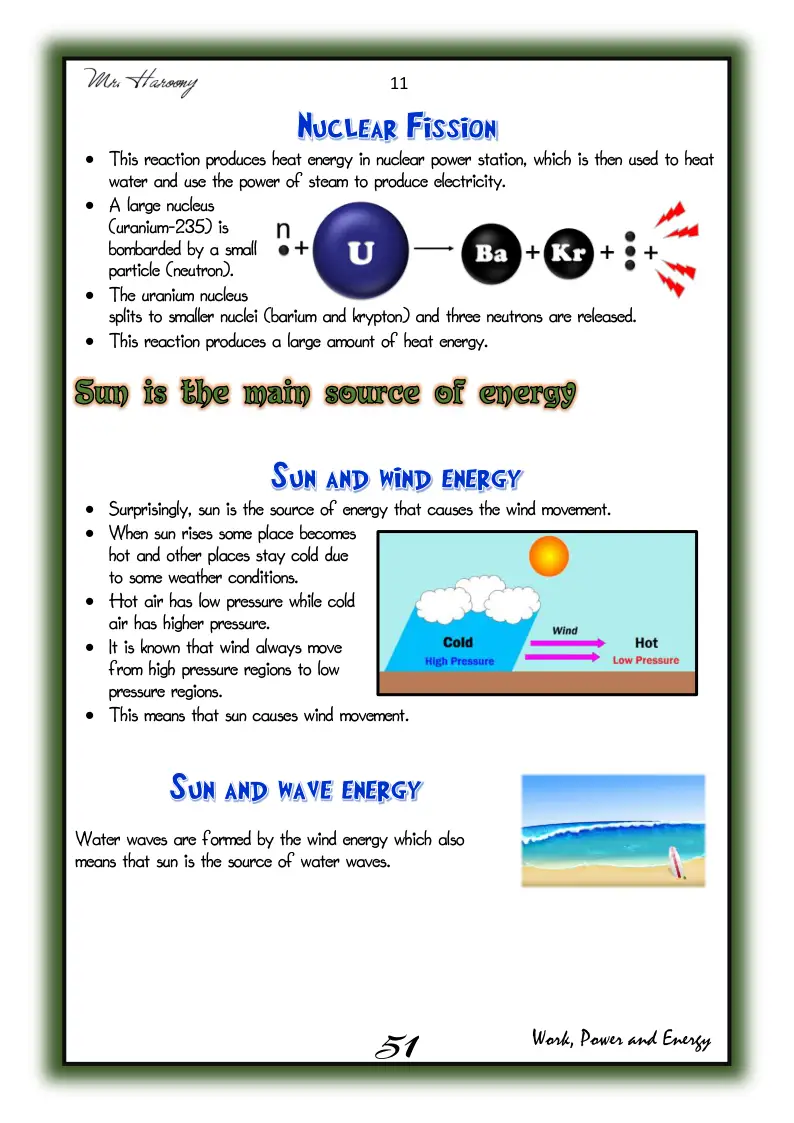 Mr. Haroony
11
Nuclear Fission
• This reaction produces heat energy in nuclear power station, which is then used to heat
water and use the power of steam to produce electricity.
• A large nucleus
(uranium-235) is
bombarded by a small
particle (neutron).
n
+
U
Ba
+
Kr
+
+
• The uranium nucleus
splits to smaller nuclei (barium and krypton) and three neutrons are released.
• This reaction produces a large amount of heat energy.
Sun is the main source of energy
Sun and wind energy
• Surprisingly, sun is the source of energy that causes the wind movement.
• When sun rises some place becomes
hot and other places stay cold due
to some weather conditions.
• Hot air has low pressure while cold
air has higher pressure.
• It is known that wind always move
from high pressure regions to low
pressure regions.
• This means that sun causes wind movement.
Cold
High Pressure
Wind
Hot
Low Pressure
Sun and wave energy
Water waves are formed by the wind energy which also
means that sun is the source of water waves.
51
Work, Power and Energy